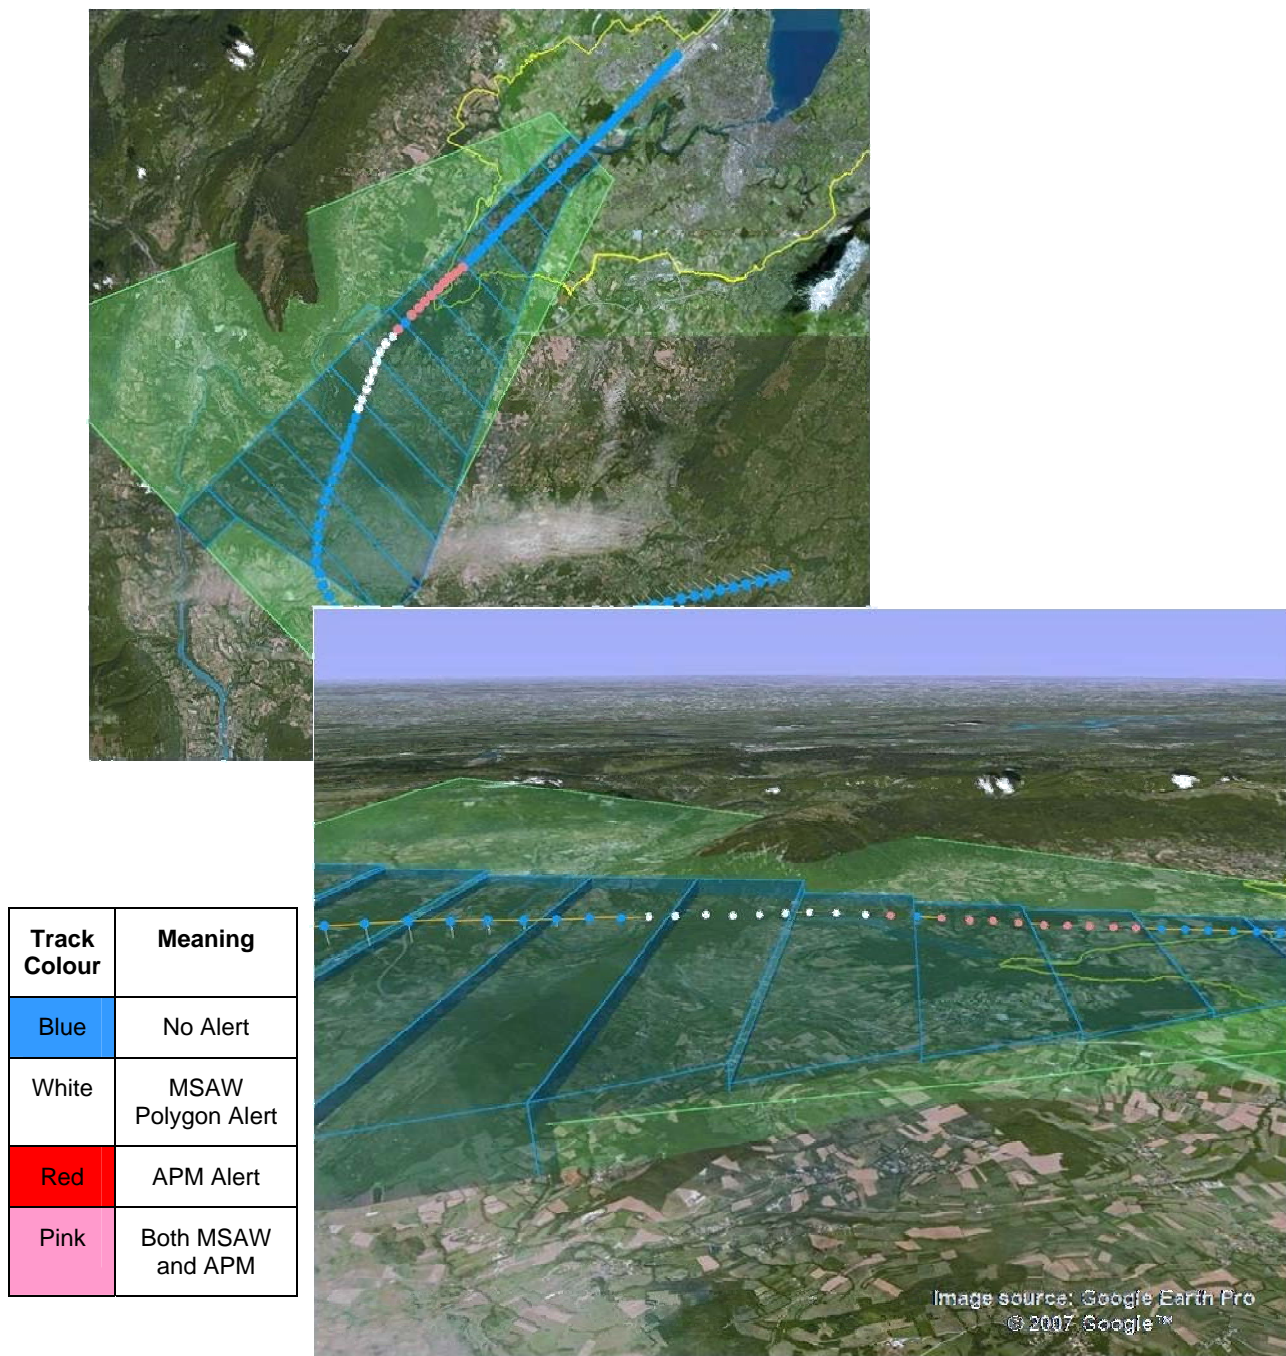 Track Colour
Meaning
Blue
No Alert
White
MSAW Polygon Alert
Red
APM Alert
Pink
Both MSAW and APM
Image source: Google Earth Pro
© 2007 Google™